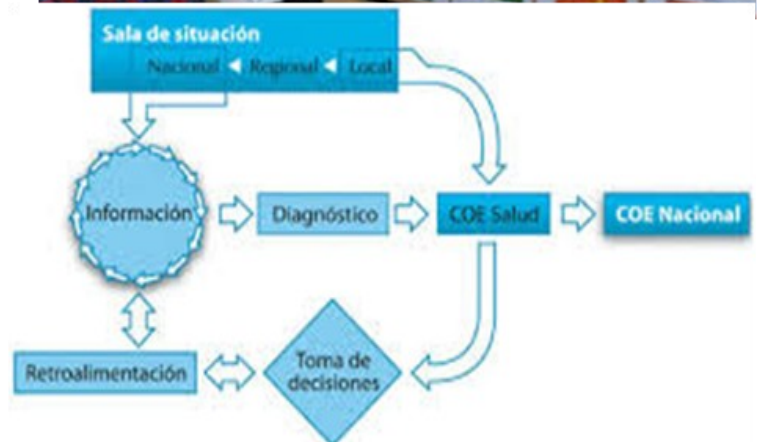 Sala de situación
Nacional Regional Local
Información
Diagnóstico
COE Salud
COE Nacional
Retroalimentación
Toma de
decisiones